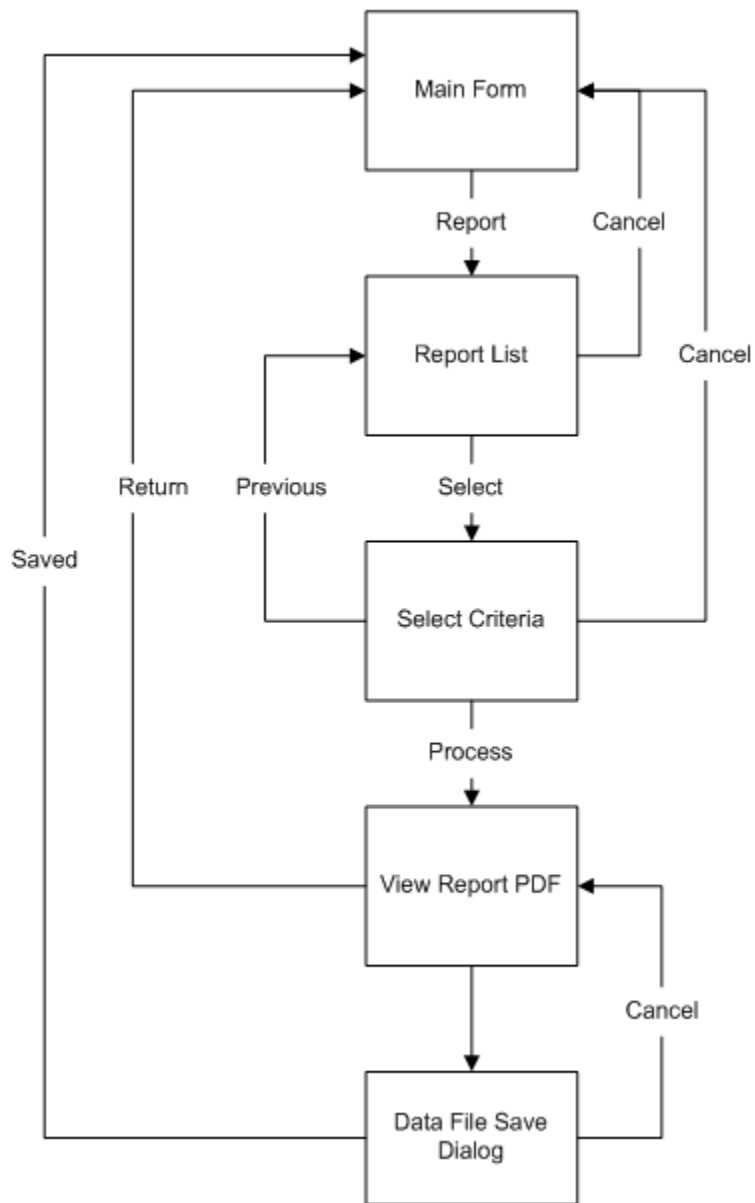 Main Form
Report
Cancel
Report List
Cancel
Return
Previous
Select
Saved
Select Criteria
Process
View Report PDF
Cancel
Data File Save
Dialog